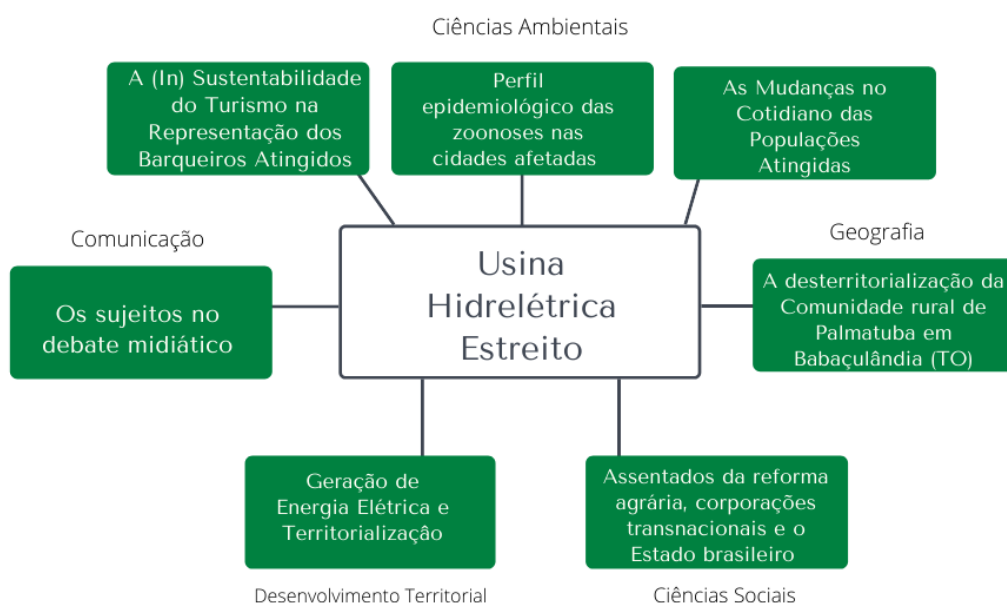 Ciências Ambientais
A (In) Sustentabilidade
do Turismo na
Representação dos
Barqueiros Atingidos
Perfil
epidemiológico das
zoonoses nas
cidades afetadas
As Mudanças no
Cotidiano das
Populações
Atingidas
Comunicação
Os sujeitos no
debate midiático
Usina
Hidrelétrica
Estreito
Geografia
A desterritorialização da
Comunidade rural de
Palmatuba em
Babaçulândia (TO)
Geração de
Energia Elétrica e
Territorializaçâo
Desenvolvimento Territorial
Assentados da reforma
agrária, corporações
transnacionais e o
Estado brasileiro
Ciências Sociais